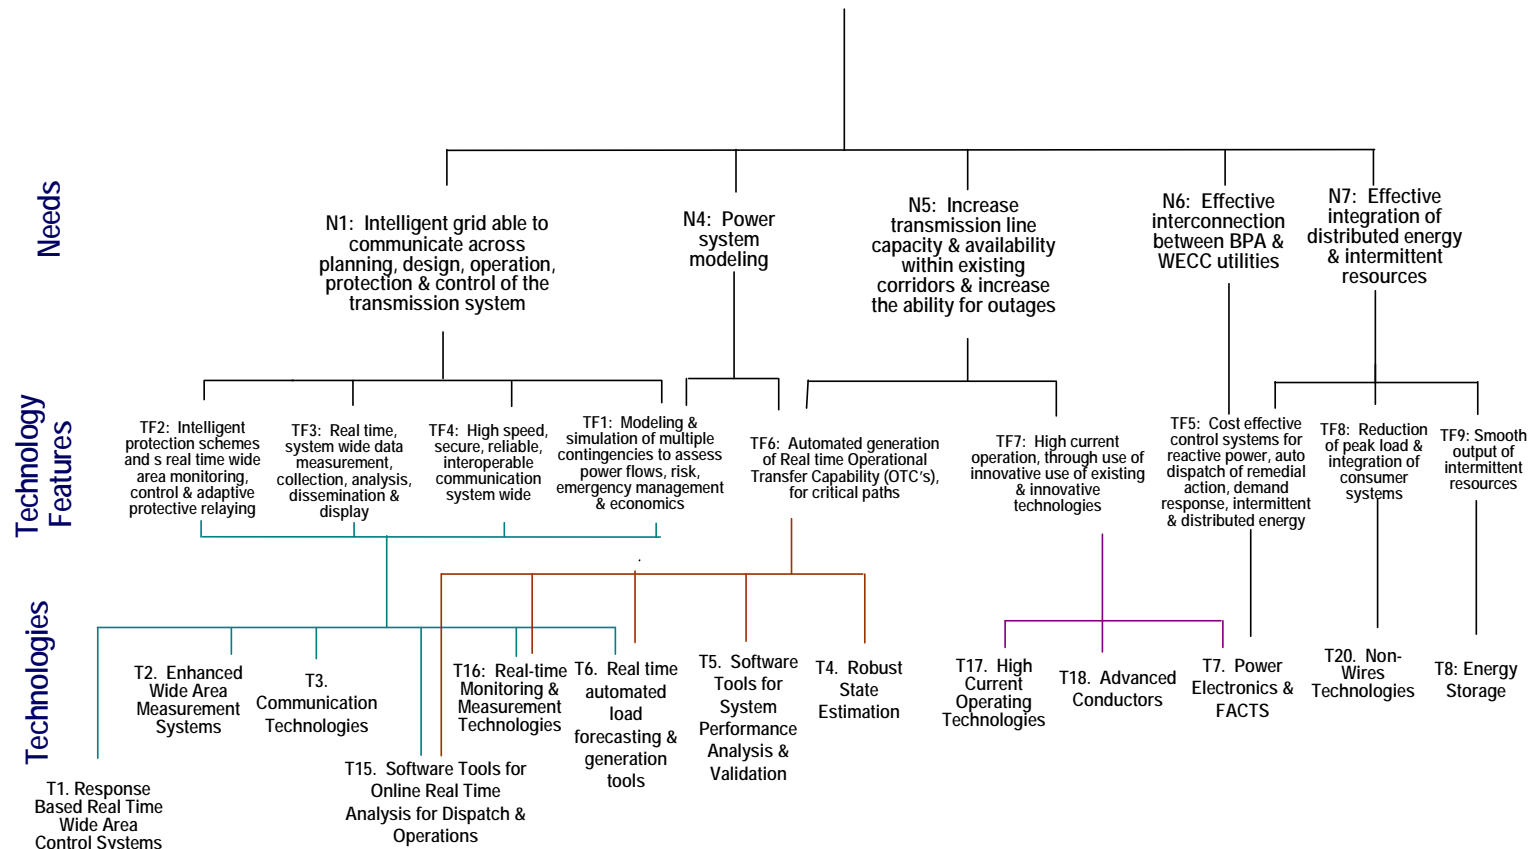 Needs
N1: Intelligent grid able to
communicate across
planning, design, operation,
protection & control of the
transmission system
N4: Power
system
modeling
N5: Increase
transmission line
capacity & availability
within existing
corridors & increase
the ability for outages
N6: Effective
interconnection
between BPA &
WECC utilities
N7: Effective
integration of
distributed energy
& intermittent
resources
Technology
Features
TF2: Intelligent
protection schemes
and s real time wide
area monitoring,
control & adaptive
protective relaying
TF3: Real time,
system wide data
measurement,
collection, analysis,
dissemination &
display
TF4: High speed,
secure, reliable,
interoperable
communication
system wide
TF1: Modeling &
simulation of multiple
contingencies to assess
power flows, risk,
emergency management
& economics
TF6: Automated generation
of Real time Operational
Transfer Capability (OTC's),
for critical paths
TF7: High current
operation, through use of
innovative use of existing
& innovative
technologies
TF5: Cost effective
control systems for
reactive power, auto
dispatch of remedial
action, demand
response, intermittent
& distributed energy
TF8: Reduction
of peak load &
integration of
consumer
systems
TF9: Smooth
output of
intermittent
resources
Technologies
T1. Response
Based Real Time
Wide Area
Control Systems
T2. Enhanced
Wide Area
Measurement
Systems
T3.
Communication
Technologies
T15. Software Tools for
Online Real Time
Analysis for Dispatch &
Operations
T16: Real-time
Monitoring &
Measurement
Technologies
T6. Real time
automated
load
forecasting &
generation
tools
T5. Software
Tools for
System
Performance
Analysis &
Validation
T4. Robust
State
Estimation
T17. High
Current
Operating
Technologies
T18. Advanced
Conductors
T7. Power
Electronics &
FACTS
T20. Non-
Wires
Technologies
T8: Energy
Storage